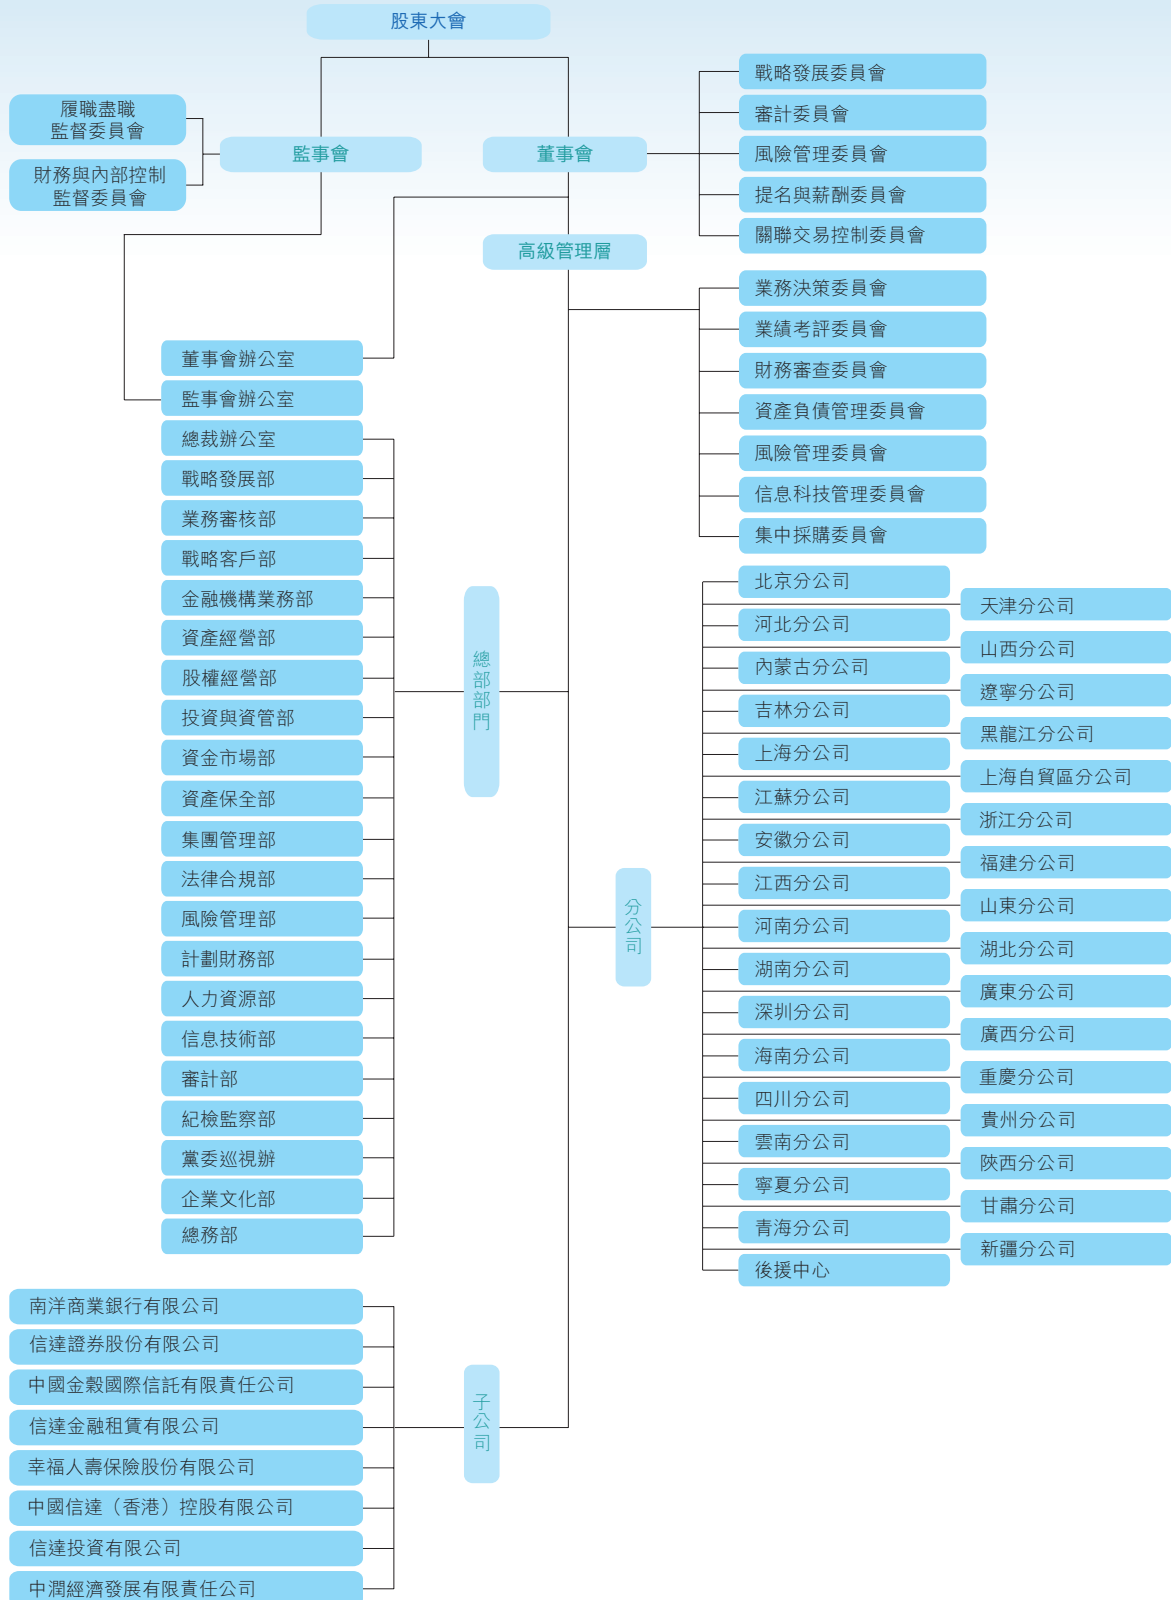 股東大會
履職盡職
監督委員會
財務與內部控制
監督委員會
監事會
董事會
高級管理層
戰略發展委員會
審計委員會
風險管理委員會
提名與薪酬委員會
關聯交易控制委員會
業務決策委員會
業績考評委員會
財務審查委員會
資產負債管理委員會
風險管理委員會
信息科技管理委員會
集中採購委員會
董事會辦公室
監事會辦公室
總裁辦公室
戰略發展部
業務審核部
戰略客戶部
金融機構業務部
資產經營部
股權經營部
投資與資管部
資金市場部
資產保全部
集團管理部
法律合規部
風險管理部
計劃財務部
人力資源部
信息技術部
審計部
紀檢監察部
黨委巡視辦
企業文化部
總務部
總部部門
分公司
北京分公司
天津分公司
河北分公司
山西分公司
內蒙古分公司
遼寧分公司
吉林分公司
黑龍江分公司
上海分公司
上海自貿區分公司
江蘇分公司
浙江分公司
安徽分公司
福建分公司
江西分公司
山東分公司
河南分公司
湖北分公司
湖南分公司
廣東分公司
深圳分公司
廣西分公司
海南分公司
重慶分公司
四川分公司
貴州分公司
雲南分公司
陝西分公司
寧夏分公司
甘肅分公司
青海分公司
新疆分公司
後援中心
南洋商業銀行有限公司
信達證券股份有限公司
中國金穀國際信託有限責任公司
信達金融租賃有限公司
幸福人壽保險股份有限公司
中國信達（香港）控股有限公司
信達投資有限公司
中潤經濟發展有限責任公司
子公司